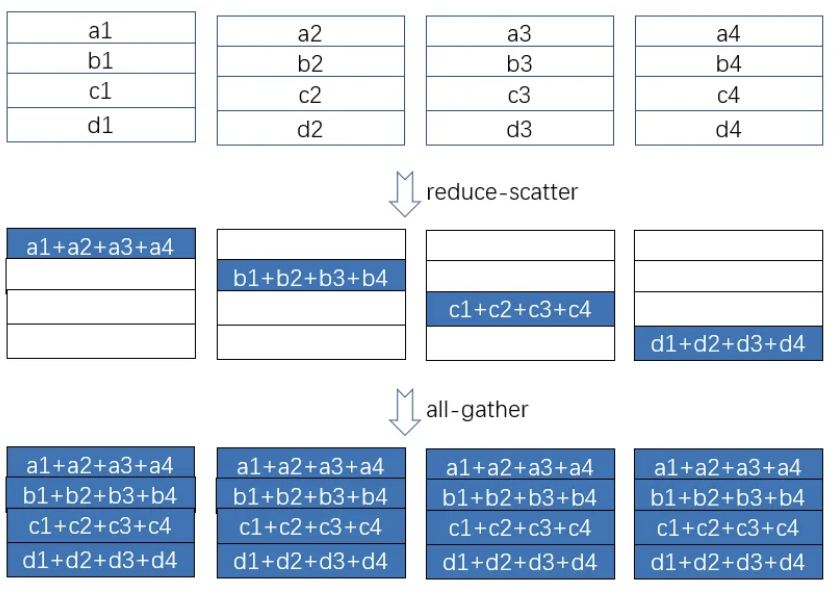 a1 a2 a3 a4
b1 b2 b3 b4
c1 c2 c3 c4
d1 d2 d3 d4
reduce-scatter
a1+a2+a3+a4
b1+b2+b3+b4
c1+c2+c3+c4
d1+d2+d3+d4
all-gather
a1+a2+a3+a4 a1+a2+a3+a4 a1+a2+a3+a4 a1+a2+a3+a4
b1+b2+b3+b4 b1+b2+b3+b4 b1+b2+b3+b4 b1+b2+b3+b4
c1+c2+c3+c4 c1+c2+c3+c4 c1+c2+c3+c4 c1+c2+c3+c4
d1+d2+d3+d4 d1+d2+d3+d4 d1+d2+d3+d4 d1+d2+d3+d4